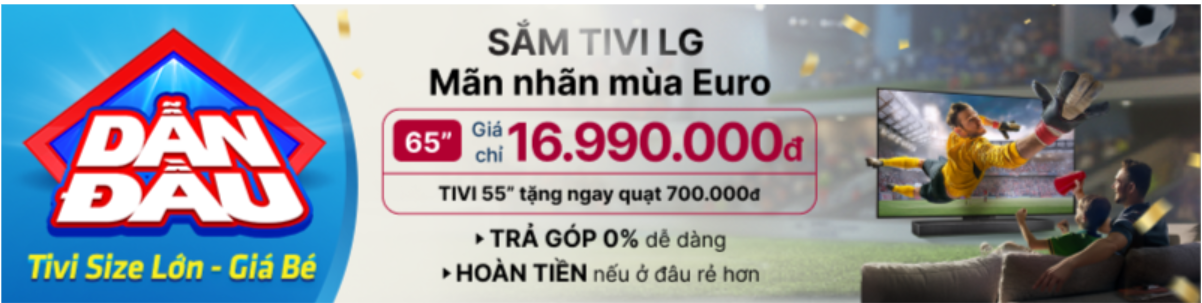 DẪN
ĐẦU
Tivi Size Lớn - Giá Bé
SẮM TIVI LG
Mãn nhãn mùa Euro
65” Giá chỉ 16.990.000đ
TIVI 55” tặng ngay quạt 700.000đ
TRẢ GÓP 0% dễ dàng
HOÀN TIỀN nếu ở đâu rẻ hơn